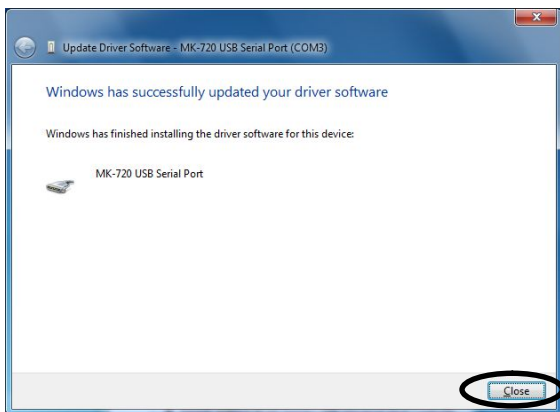 Update Driver Software - MK-720 USB Serial Port (COM3)
Windows has successfully updated your driver software
Windows has finished installing the driver software for this device:
MK-720 USB Serial Port
Close